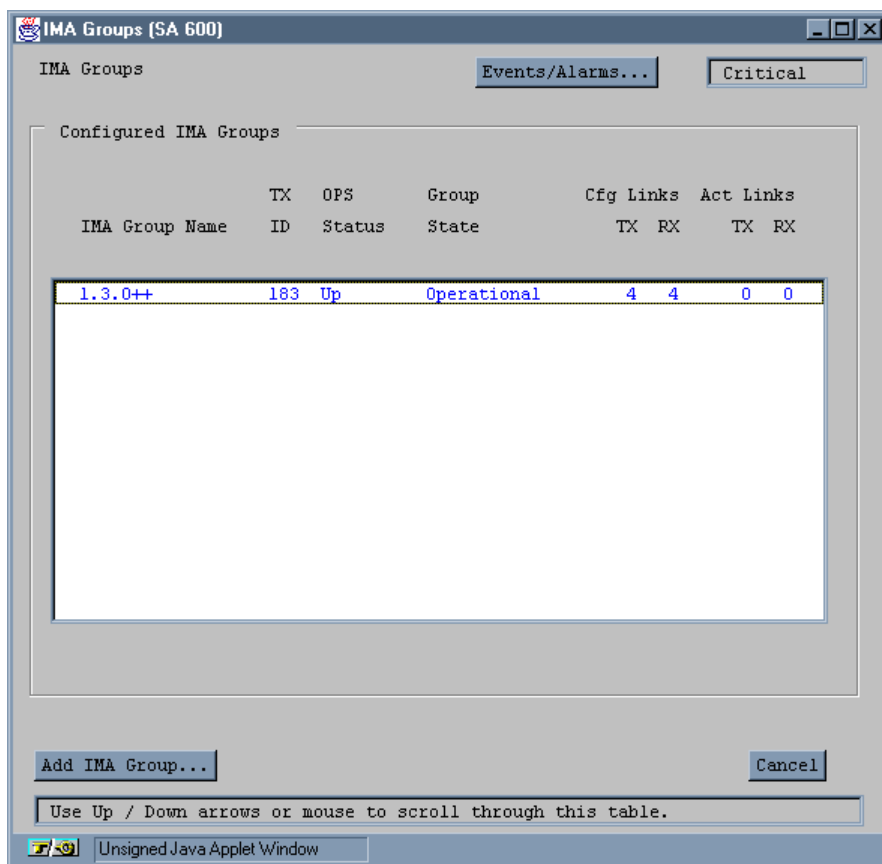 IMA Groups (SA 600)
IMA Groups Events/Alarms... Critical
Configured IMA Groups
TX OPS Group Cfg Links Act Links
IMA Group Name ID Status State TX RX TX RX
1.3.0++ 183 Up Operational 4 4 0 0
Add IMA Group... Cancel
Use Up / Down arrows or mouse to scroll through this table.
Unsigned Java Applet Window